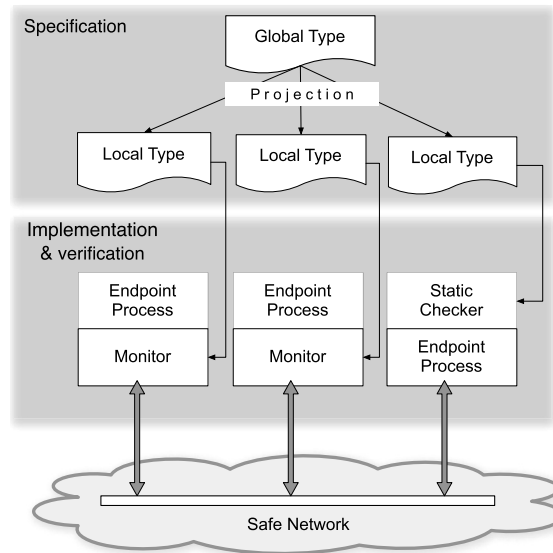 Specification
Global Type
Projection
Local Type
Local Type
Local Type
Implementation
& verification
Endpoint
Process
Monitor
Endpoint
Process
Monitor
Static
Checker
Endpoint
Process
Safe Network